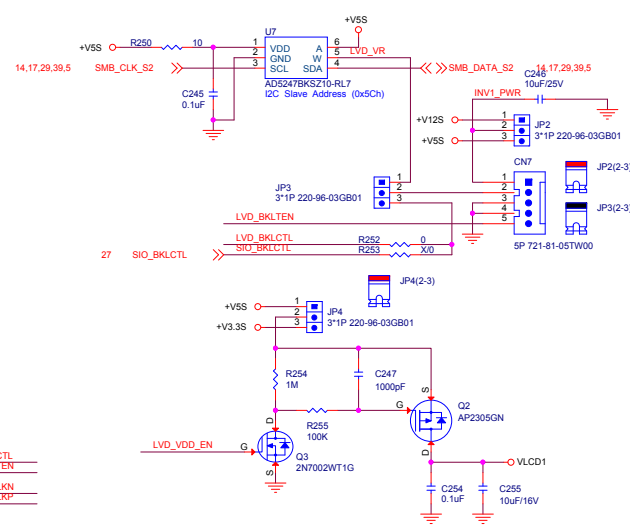 +V5S
U7
+V5S R250 10 1 VDD A 6
2 GND W 5 LVD_VR
14,17,29,39,5 SMB_CLK_S2 3 SCL SDA 4 SMB_DATA_S2 14,17,29,39,5
AD5247BKSZ10-RL7
I2C Slave Address (0x5Ch)
C245
0.1uF
C246
10uF/25V
INV1_PWR
+V12S 1
2 JP2
+V5S 3 3*1P 220-96-03GB01
CN7
JP2(2-3)
JP3
3*1P 220-96-03GB01
1
2
3
1
2
3
4
5
JP3(2-3)
5P 721-81-05TW00
LVD_BKLTEN
LVD_BKLCTL R252 0
27 SIO_BKLCTL SIO_BKLCTL R253 X/0
JP4(2-3)
+V5S 1
2 JP4
+V3.3S 3 3*1P 220-96-03GB01
R254
1M
C247
1000pF
S
G
D
Q2
AP2305GN
R255
100K
LVD_VDD_EN G
D
S
Q3
2N7002WT1G
VLCD1
C254
0.1uF
C255
10uF/16V